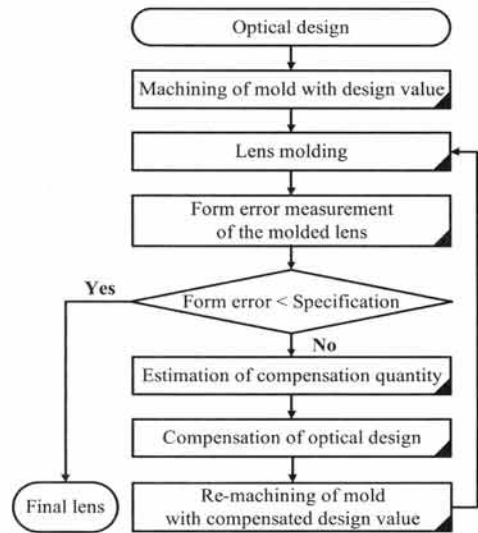 Optical design
Machining of mold with design value
Lens molding
Form error measurement
of the molded lens
Yes
Form error < Specification
No
Estimation of compensation quantity
Compensation of optical design
Final lens
Re-machining of mold
with compensated design value